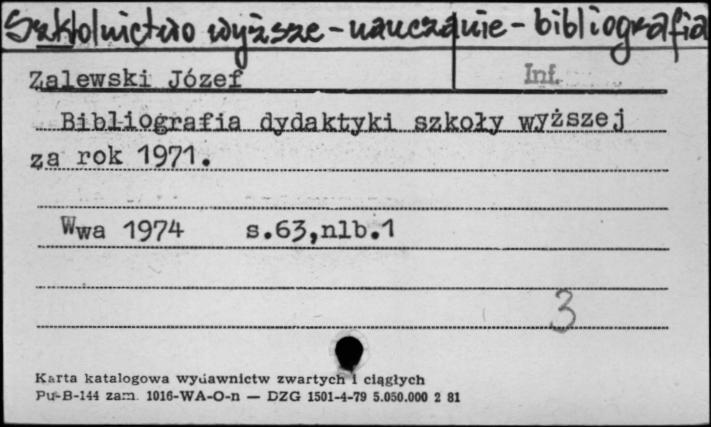 Szkolnictwo wyższe - nauczanie - bibliografia
Zalewski Józef Inf.
Bibliografia dydaktyki szkoły wyższej
za rok 1971.
Wwa 1974 s.63,nlb.1
3
Karta katalogowa wydawnictw zwartych i ciągłych
Pu-B-144 zam. 1016-WA-O-n — DZG 1501-4-79 5.050.000 2 81